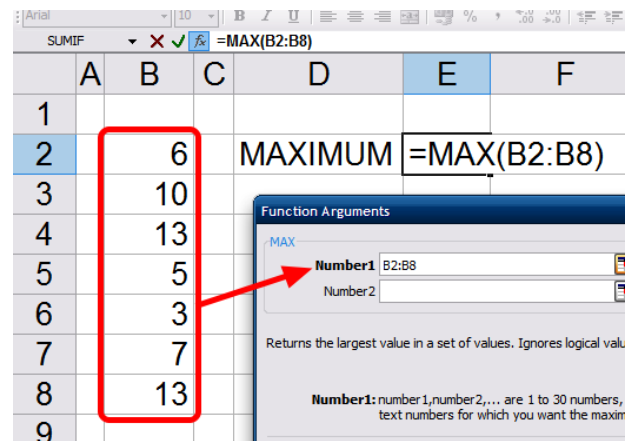 Arial 10 B I U % , .00 .00
SUMIF =MAX(B2:B8)
A B C D E F
1
2 6 MAXIMUM =MAX(B2:B8)
3 10
4 13
5 5
6 3
7 7
8 13
9
Function Arguments
MAX
Number1 B2:B8
Number2
Returns the largest value in a set of values. Ignores logical valu
Number1: number1,number2,... are 1 to 30 numbers,
text numbers for which you want the maxim